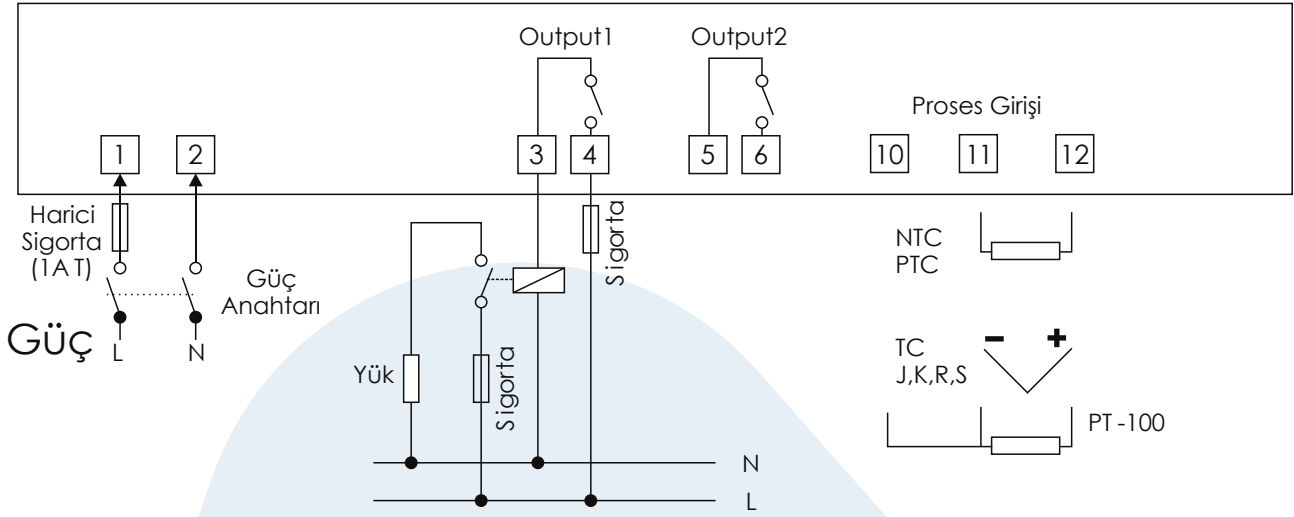 Output1
Output2
Proses Girişi
1
2
3
4
5
6
10
11
12
Harici
Sigorta
(1A T)
Güç
Anahtarı
Güç
L
N
Sigorta
Yük
Sigorta
N
L
NTC
PTC
TC
J,K,R,S
- +
PT -100